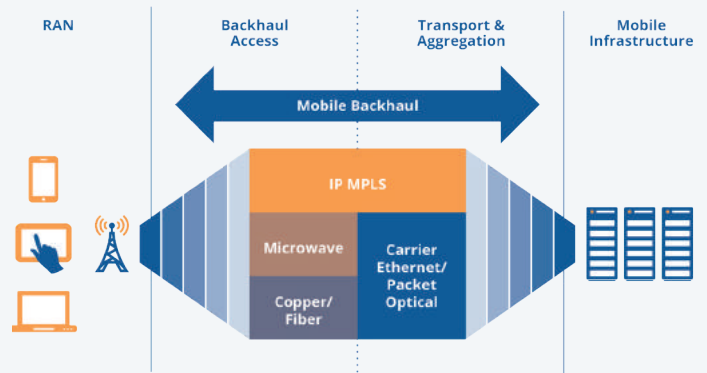 RAN
Backhaul
Access
Transport &
Aggregation
Mobile
Infrastructure
Mobile Backhaul
IP MPLS
Microwave
Copper/
Fiber
Carrier
Ethernet/
Packet
Optical